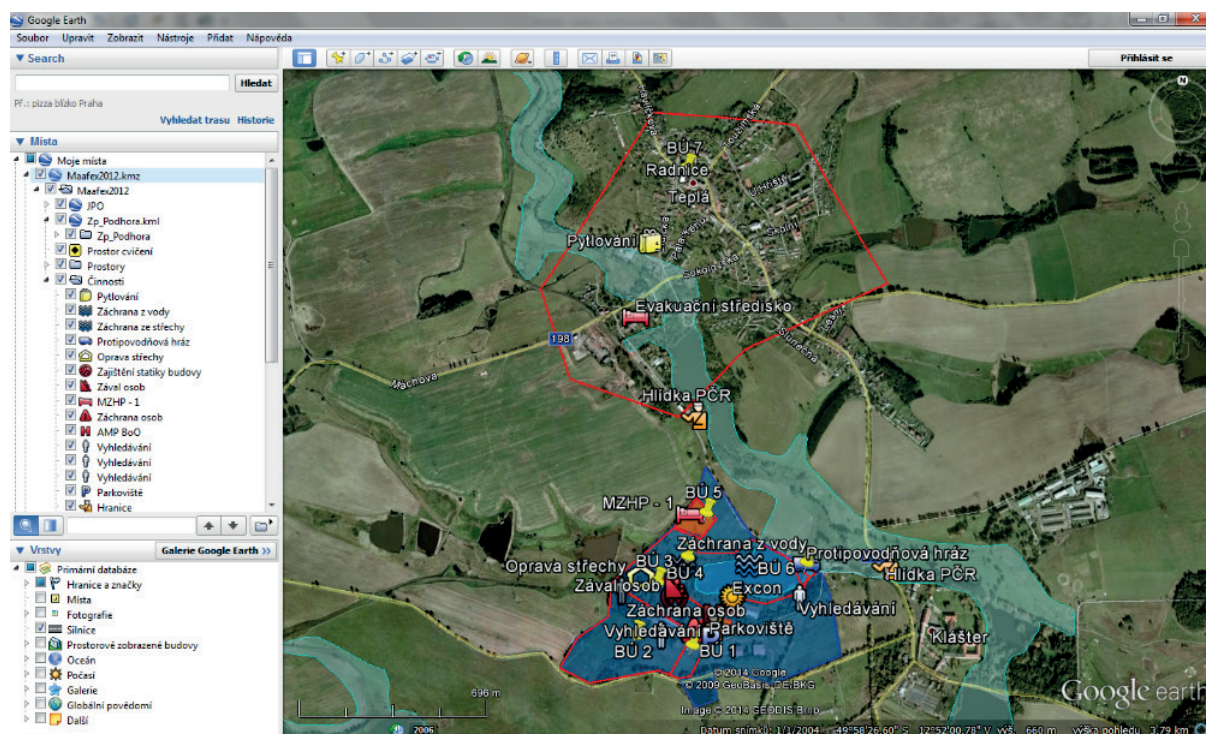 Google Earth
Soubor Upravit Zobrazit Nástroje Přidat Nápověda
Search
Hledat
Př.: pizza blízko Praha
Vyhledat trasu Historie
Místa
Moje místa
Maafex2012.kmz
Maafex2012
JPO
Zp_Podhora.kml
Zp_Podhora
Prostor cvičení
Prostory
Činnosti
Pytlování
Záchrana z vody
Záchrana ze střechy
Protipovodňová hráz
Oprava střechy
Zajištění statiky budovy
Zával osob
MZHP - 1
Záchrana osob
AMP BoO
Vyhledávání
Vyhledávání
Vyhledávání
Parkoviště
Hranice
Vrstvy
Galerie Google Earth >>
Primární databáze
Hranice a značky
Místa
Fotografie
Silnice
Prostorově zobrazené budovy
Oceán
Počasí
Galerie
Globální povědomí
Další
Přihlásit se
N
Havlíčkova
Toužimská
BÚ 7
Radnice
Teplá
U Hřiště
Školní
Pytlování
Palackého
Sokolovská
Evakuační středisko
198
Slunečná
Máchova
Hlídka PČR
BÚ 5
MZHP - 1
Záchrana z vody
Protipovodňová hráz
Oprava střechy
BÚ 3
BÚ 4
BÚ 6
Hlídka PČR
Zával osob
Excon
Vyhledávání
Záchrana osob
Vyhledávání
Parkoviště
Klášter
BÚ 2
BÚ 1
© 2014 Google
© 2009 GeoBasis-DE/BKG
Image © 2014 GEODIS Brno
Google earth
696 m
2006
Datum snímků: 1/1/2004 49°58'26.60" S 12°52'00.78" V výš. 660 m výška pohledu 3.79 km